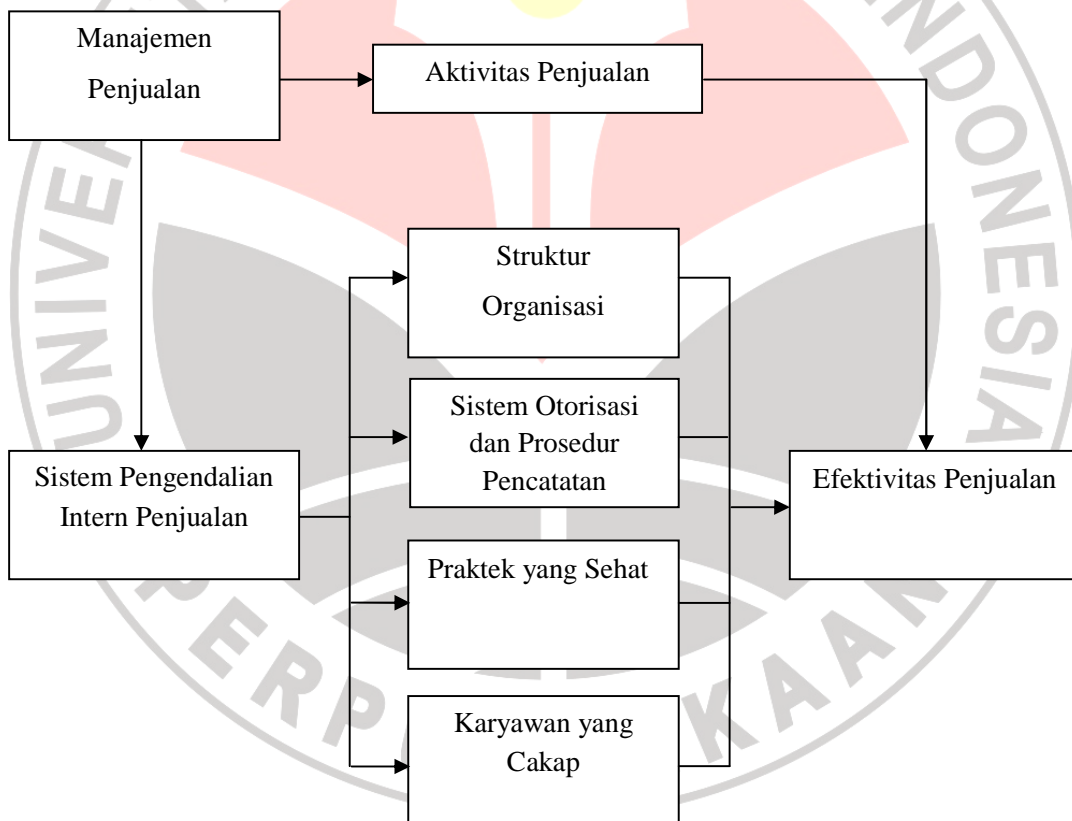 Manajemen
Penjualan
Aktivitas Penjualan
Struktur
Organisasi
Sistem Otorisasi
dan Prosedur
Pencatatan
Sistem Pengendalian
Intern Penjualan
Efektivitas Penjualan
Praktek yang Sehat
Karyawan yang
Cakap